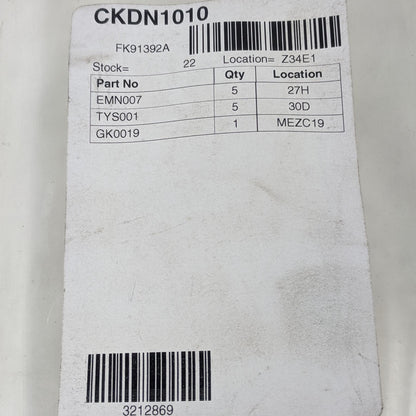 CKDN1010
FK91392A
Stock= 22 Location= Z34E1
Part No Qty Location
EMN007 5 27H
TYS001 5 30D
GK0019 1 MEZC19
3212869